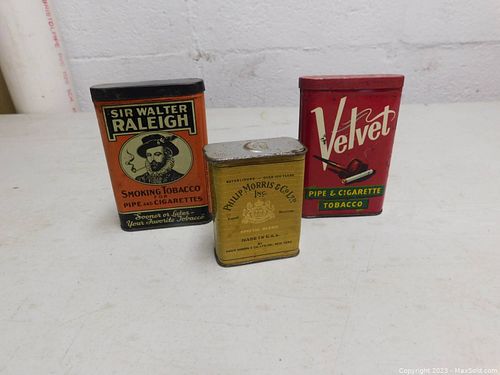 SIR WALTER
RALEIGH
SMOKING TOBACCO
FOR
PIPE AND CIGARETTES
Sooner or Later-
Your Favorite Tobacco
PHILIP MORRIS & CO. LTD.
INC.
MADE IN U.S.A.
BY
Velvet
PIPE & CIGARETTE
TOBACCO
Copyright 2023 - MaxSold.com